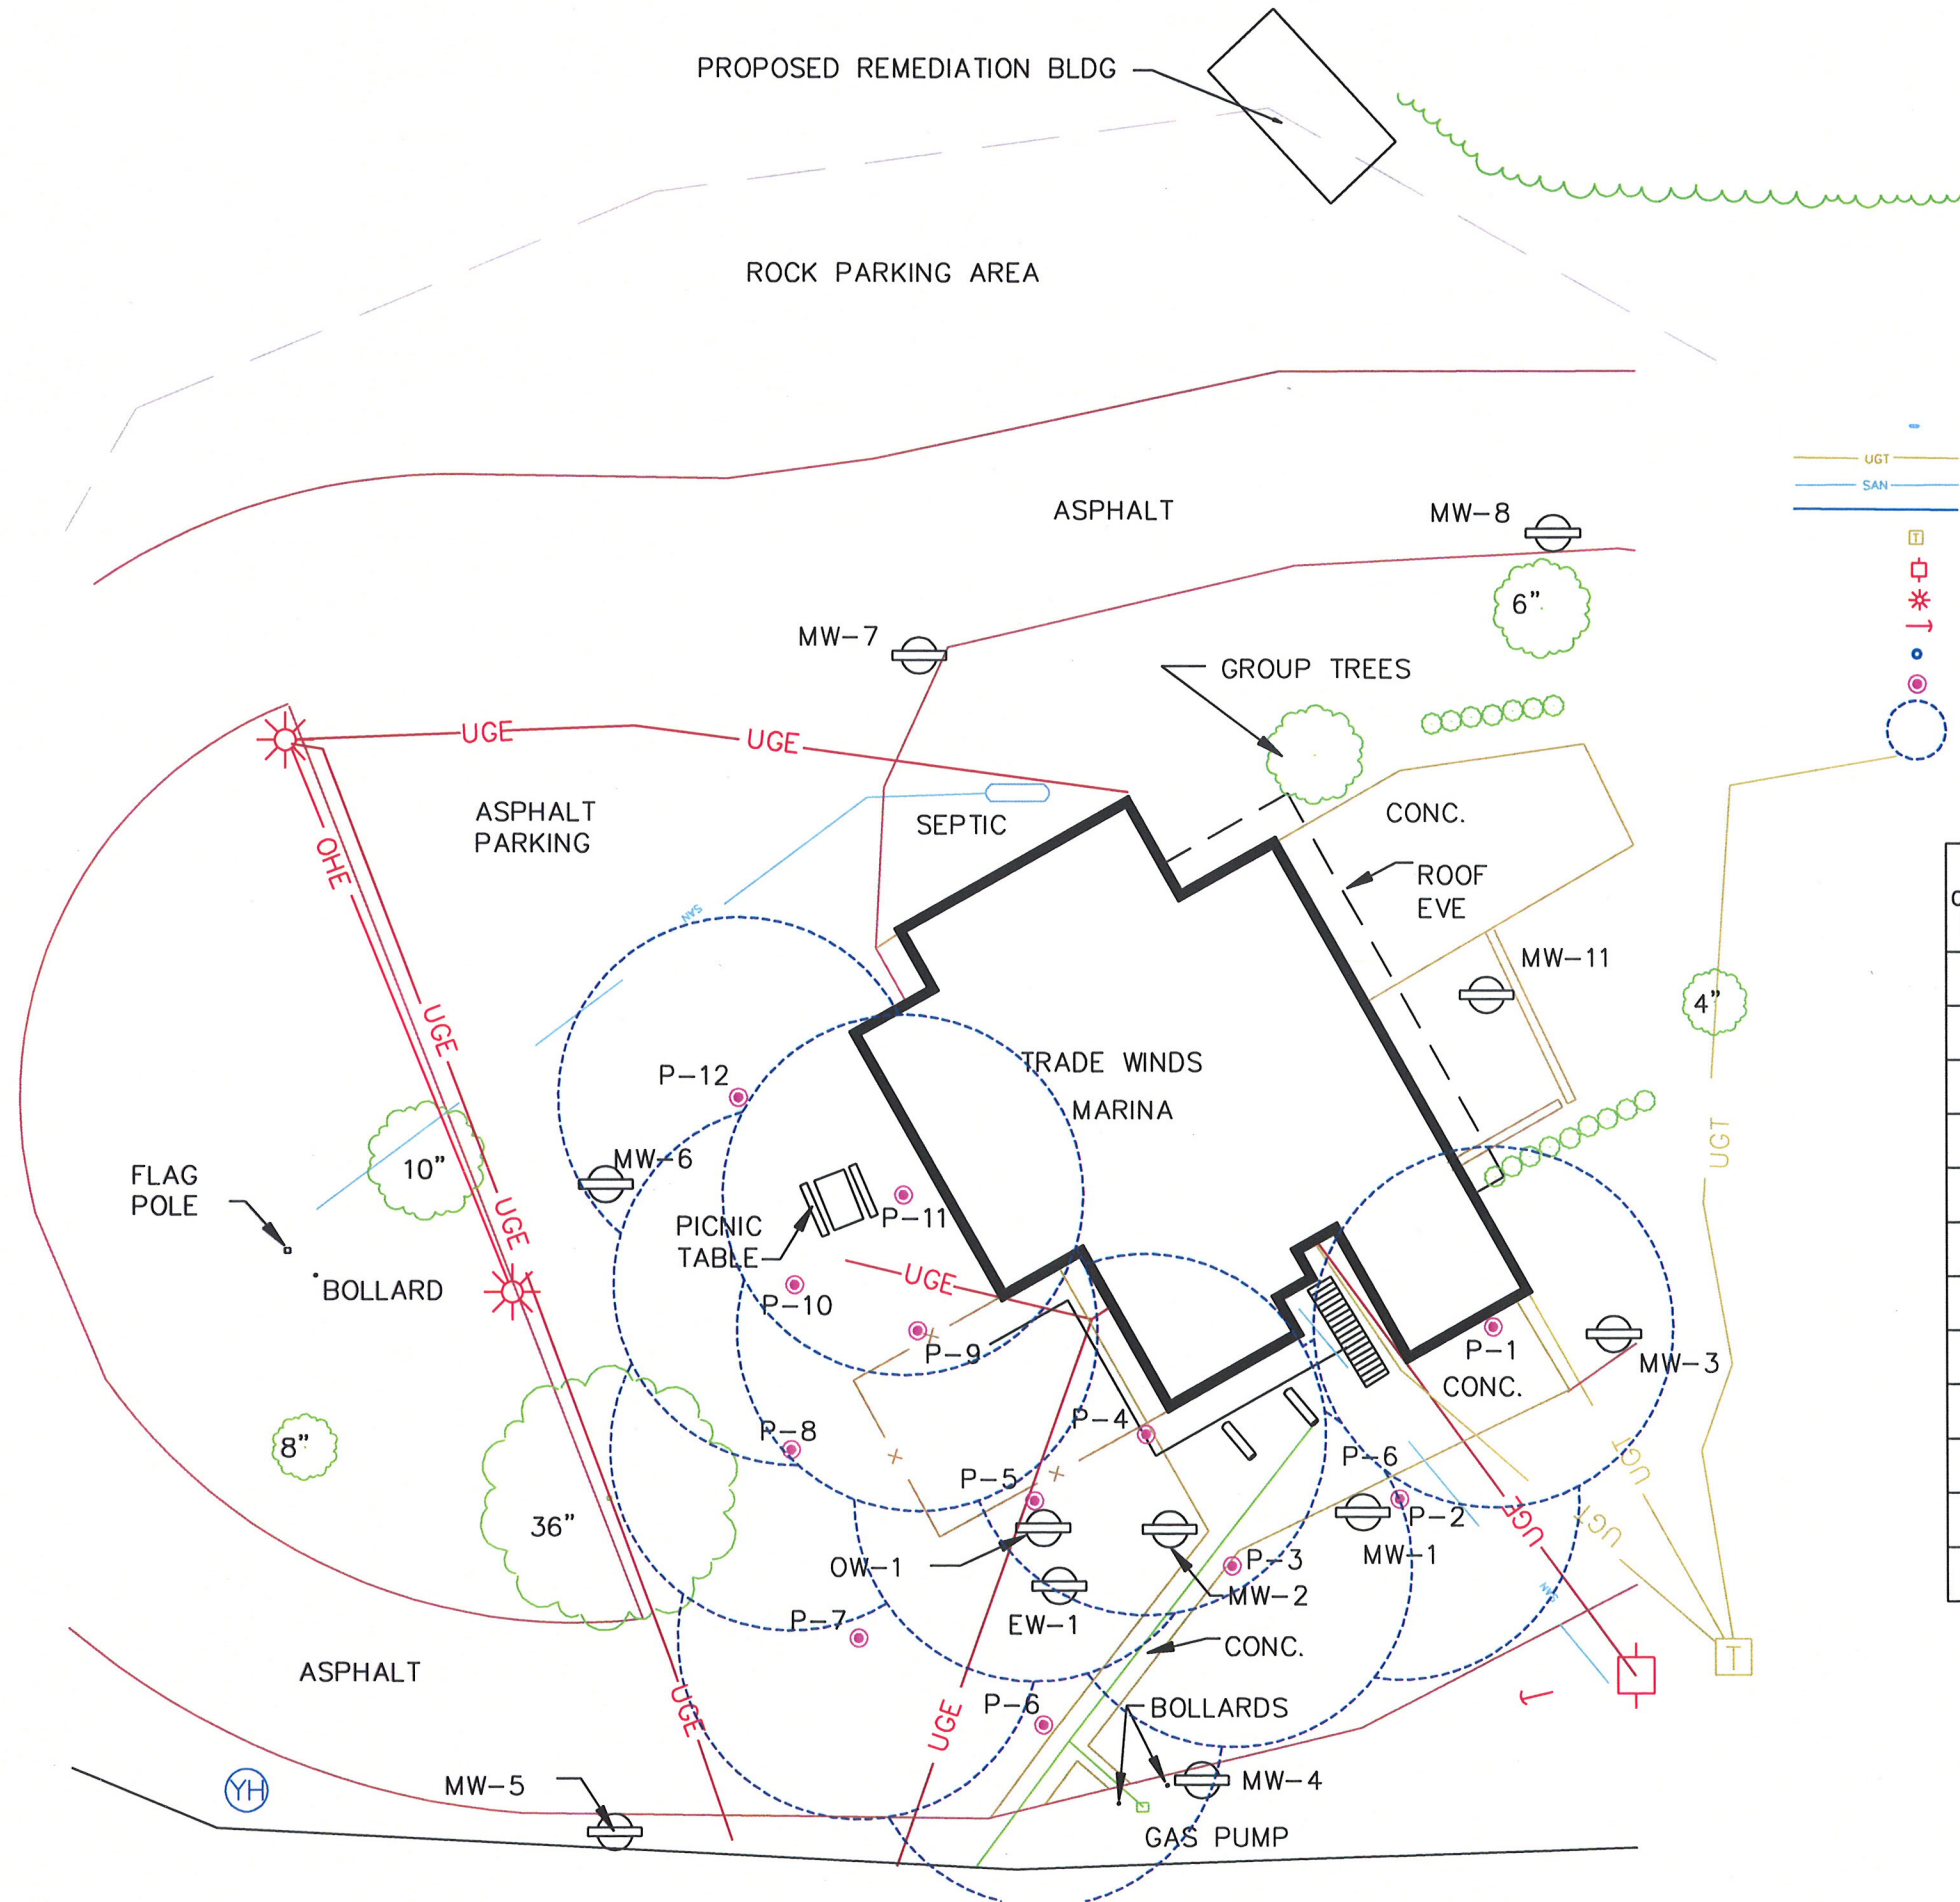 PROPOSED REMEDIATION BLDG
ROCK PARKING AREA
UGT
SAN
ASPHALT
MW-8
6"
MW-7
GROUP TREES
UGE
UGE
ASPHALT
PARKING
SEPTIC
CONC.
OHE
ROOF
EVE
SAN
MW-11
4"
UGE
TRADE WINDS
MARINA
P-12
UGT
MW-6
10"
FLAG
POLE
UGE
P-11
PICNIC
TABLE
UGE
BOLLARD
P-10
P-9
P-1
MW-3
CONC.
P-4
P-8
8"
P-6
UGT
P-5
36"
P-2
UGE
UGT
MW-1
OW-1
P-3
MW-2
EW-1
P-7
CONC.
T
ASPHALT
UGE
P-6
BOLLARDS
UGE
YH
MW-5
MW-4
GAS PUMP